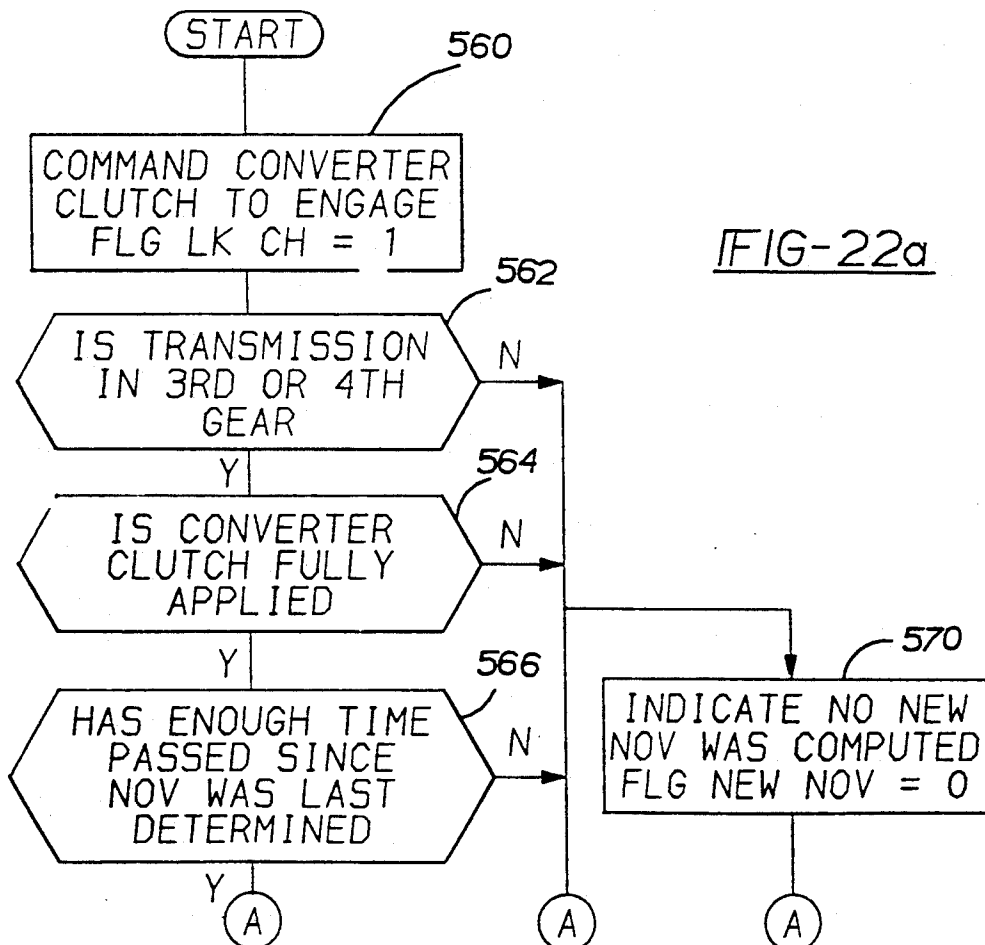 START
560
COMMAND CONVERTER
CLUTCH TO ENGAGE
FLG LK CH = 1
FIG-22a
562
IS TRANSMISSION
IN 3RD OR 4TH
GEAR
N
Y
564
IS CONVERTER
CLUTCH FULLY
APPLIED
N
Y
566
HAS ENOUGH TIME
PASSED SINCE
NOV WAS LAST
DETERMINED
N
Y
570
INDICATE NO NEW
NOV WAS COMPUTED
FLG NEW NOV = 0
A
A
A